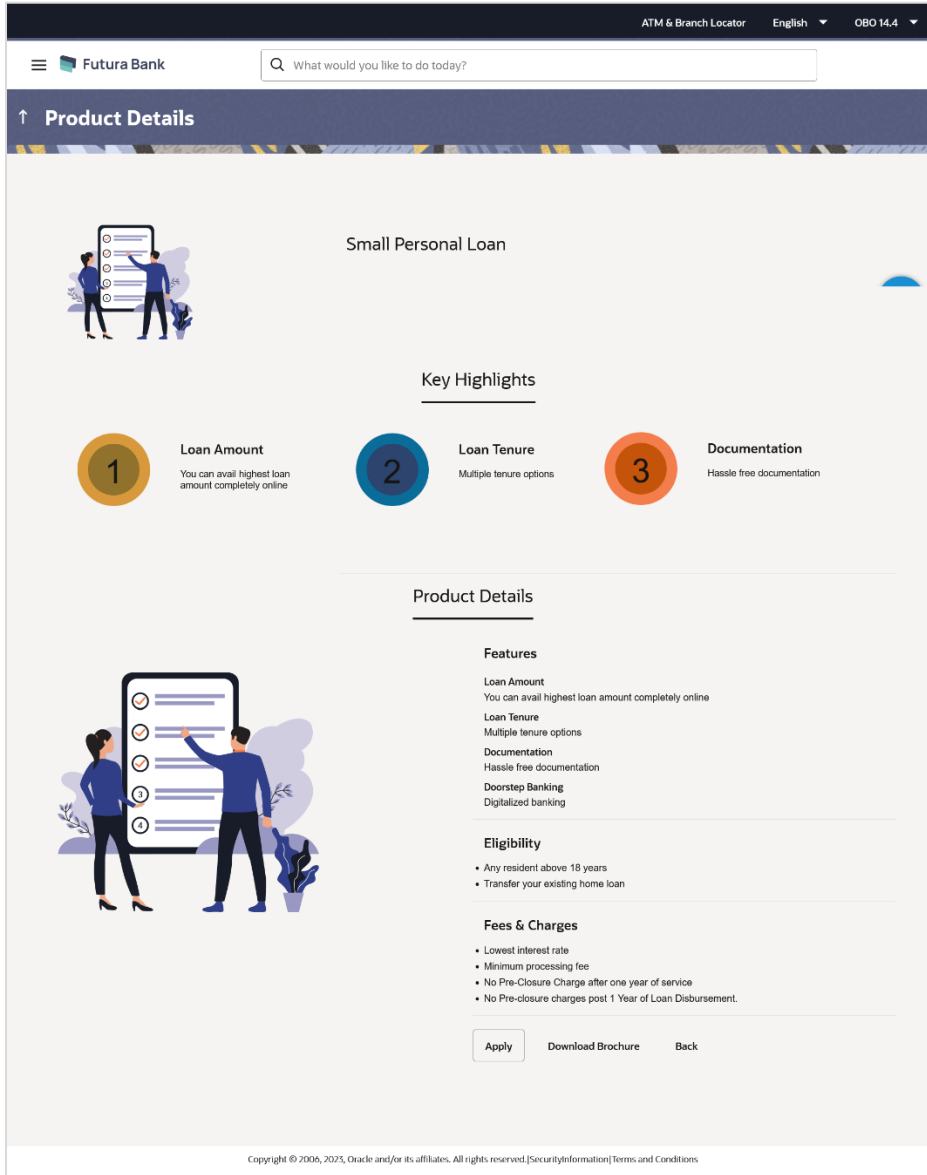 ATM & Branch Locator English OBO 14.4
Futura Bank What would you like to do today?
↑ Product Details
Small Personal Loan
Key Highlights
1 Loan Amount
You can avail highest loan
amount completely online
2 Loan Tenure
Multiple tenure options
3 Documentation
Hassle free documentation
Product Details
Features
Loan Amount
You can avail highest loan amount completely online
Loan Tenure
Multiple tenure options
Documentation
Hassle free documentation
Doorstep Banking
Digitalized banking
3
4
Eligibility
• Any resident above 18 years
• Transfer your existing home loan
Fees & Charges
• Lowest interest rate
• Minimum processing fee
• No Pre-Closure Charge after one year of service
• No Pre-closure charges post 1 Year of Loan Disbursement.
Apply Download Brochure Back
Copyright © 2006, 2023, Oracle and/or its affiliates. All rights reserved.|SecurityInformation|Terms and Conditions